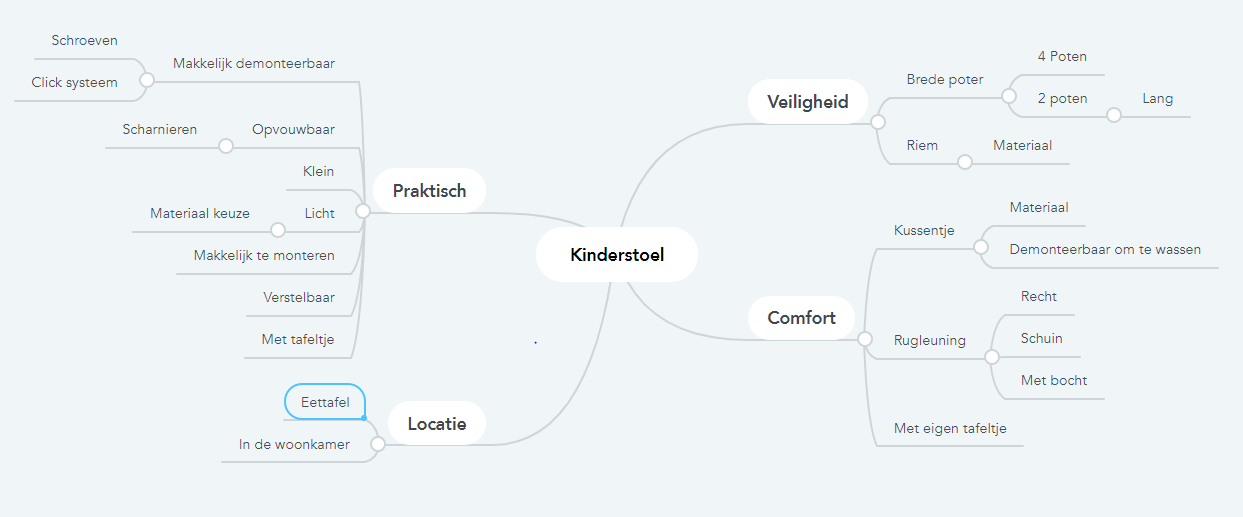 Kinderstoel
Praktisch
Makkelijk demonteerbaar
Schroeven
Click systeem
Opvouwbaar
Scharnieren
Klein
Licht
Materiaal keuze
Makkelijk te monteren
Verstelbaar
Met tafeltje
Locatie
Eettafel
In de woonkamer
Veiligheid
Brede poter
4 Poten
2 poten
Lang
Riem
Materiaal
Comfort
Kussentje
Materiaal
Demonteerbaar om te wassen
Rugleuning
Recht
Schuin
Met bocht
Met eigen tafeltje